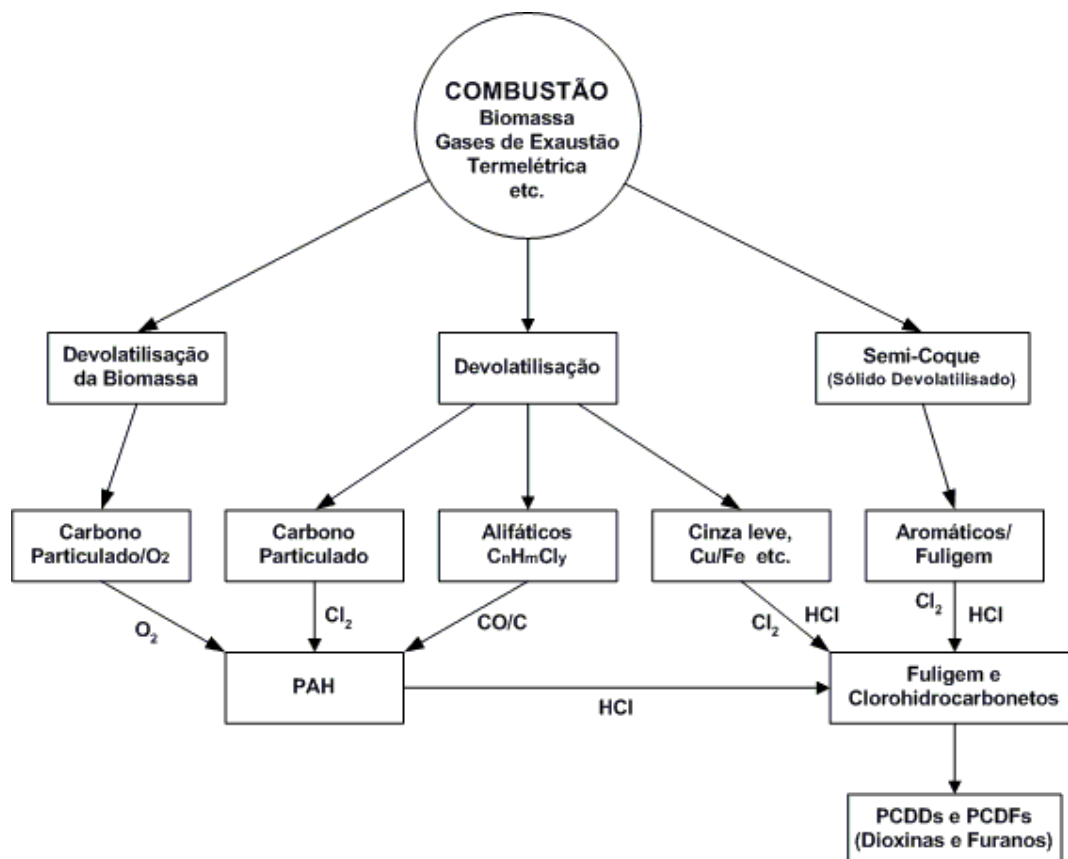 COMBUSTÃO
Biomassa
Gases de Exaustão
Termelétrica
etc.
Devolatilisação
da Biomassa
Devolatilisação
Semi-Coque
(Sólido Devolatilisado)
Carbono
Particulado/O₂
Carbono
Particulado
Alifáticos
CnHmCly
Cinza leve,
Cu/Fe etc.
Aromáticos/
Fuligem
O₂
Cl₂
CO/C
Cl₂
HCl
Cl₂
HCl
PAH
HCl
Fuligem e
Clorohidrocarbonetos
PCDDs e PCDFs
(Dioxinas e Furanos)